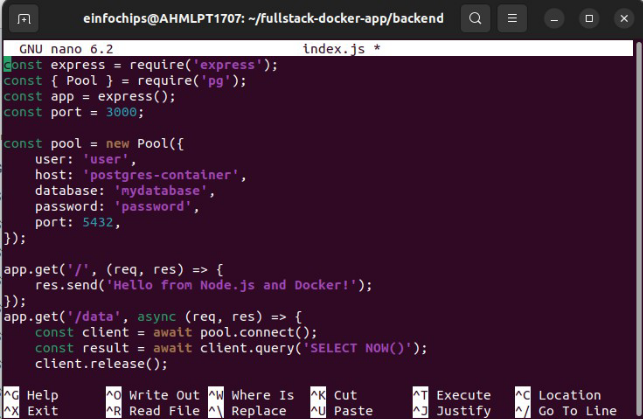 einfochips@AHMLPT1707: ~/fullstack-docker-app/backend
GNU nano 6.2 index.js *
const express = require('express');
const { Pool } = require('pg');
const app = express();
const port = 3000;
const pool = new Pool({
    user: 'user',
    host: 'postgres-container',
    database: 'mydatabase',
    password: 'password',
    port: 5432,
});
app.get('/', (req, res) => {
    res.send('Hello from Node.js and Docker!');
});
app.get('/data', async (req, res) => {
    const client = await pool.connect();
    const result = await client.query('SELECT NOW()');
    client.release();
^G Help ^O Write Out ^W Where Is ^K Cut ^T Execute ^C Location
^X Exit ^R Read File ^\ Replace ^U Paste ^J Justify ^/ Go To Line